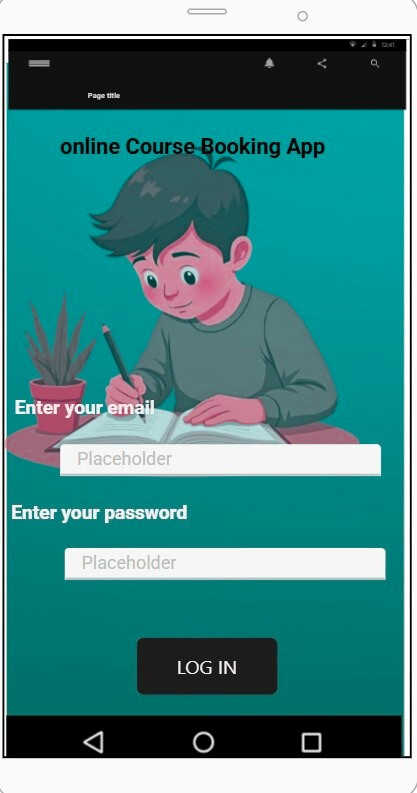 12:41
Page title
online Course Booking App
Enter your email
Placeholder
Enter your password
Placeholder
LOG IN